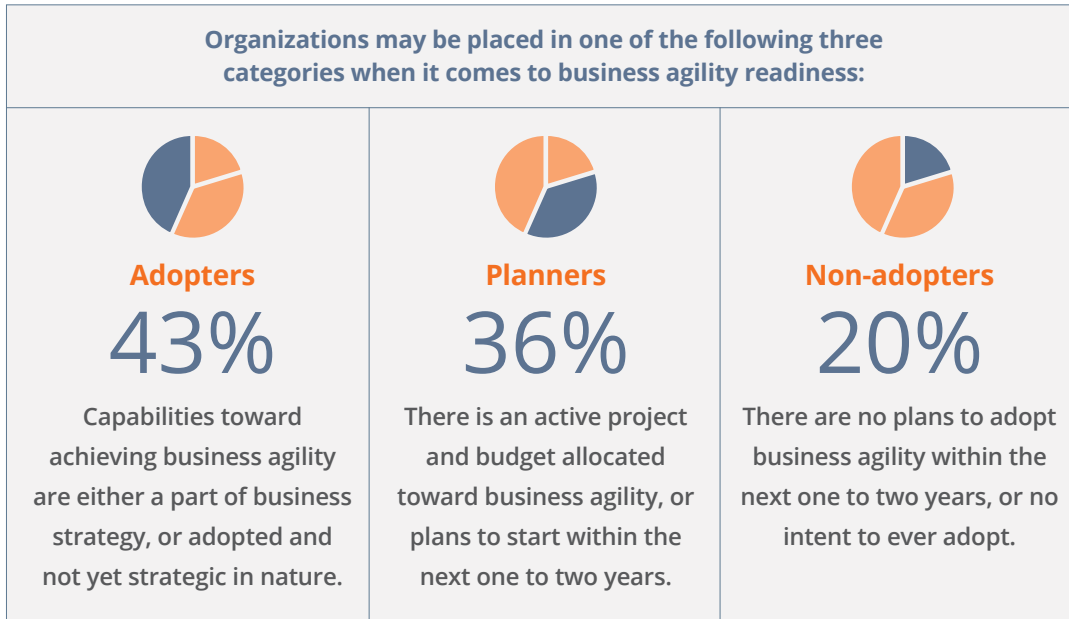 Organizations may be placed in one of the following three
categories when it comes to business agility readiness:
Adopters
43%
Capabilities toward
achieving business agility
are either a part of business
strategy, or adopted and
not yet strategic in nature.
Planners
36%
There is an active project
and budget allocated
toward business agility, or
plans to start within the
next one to two years.
Non-adopters
20%
There are no plans to adopt
business agility within the
next one to two years, or no
intent to ever adopt.